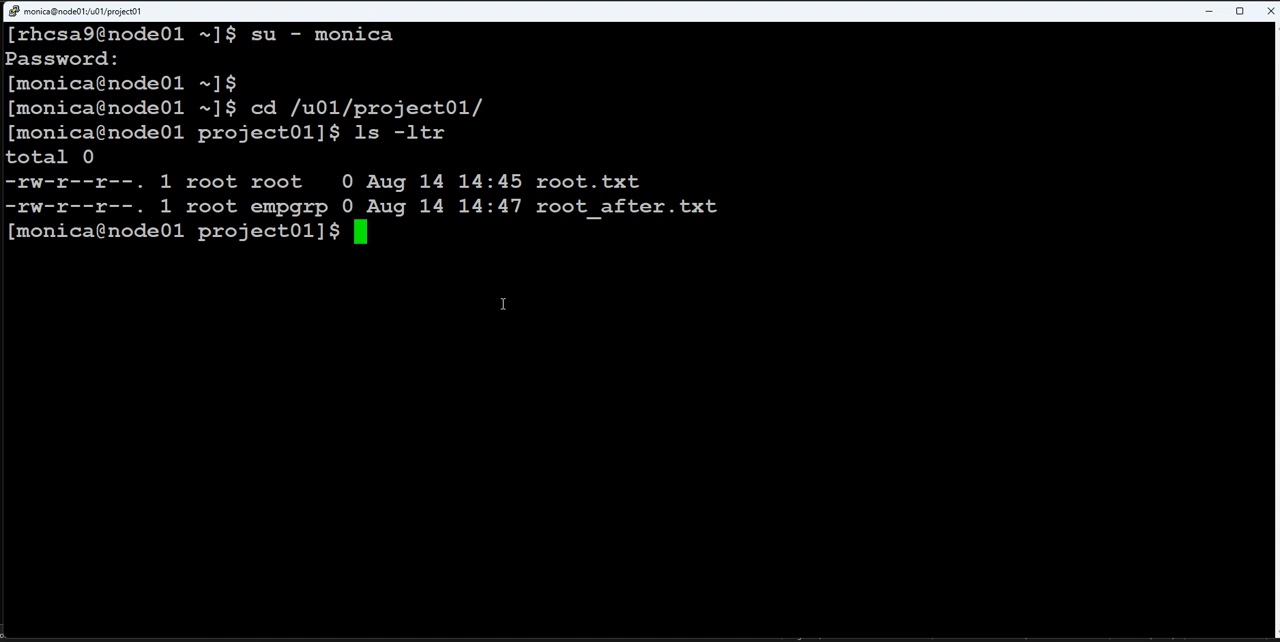 monica@node01:/u01/project01
[rhcsa9@node01 ~]$ su - monica
Password:
[monica@node01 ~]$
[monica@node01 ~]$ cd /u01/project01/
[monica@node01 project01]$ ls -ltr
total 0
-rw-r--r--. 1 root root   0 Aug 14 14:45 root.txt
-rw-r--r--. 1 root empgrp 0 Aug 14 14:47 root_after.txt
[monica@node01 project01]$